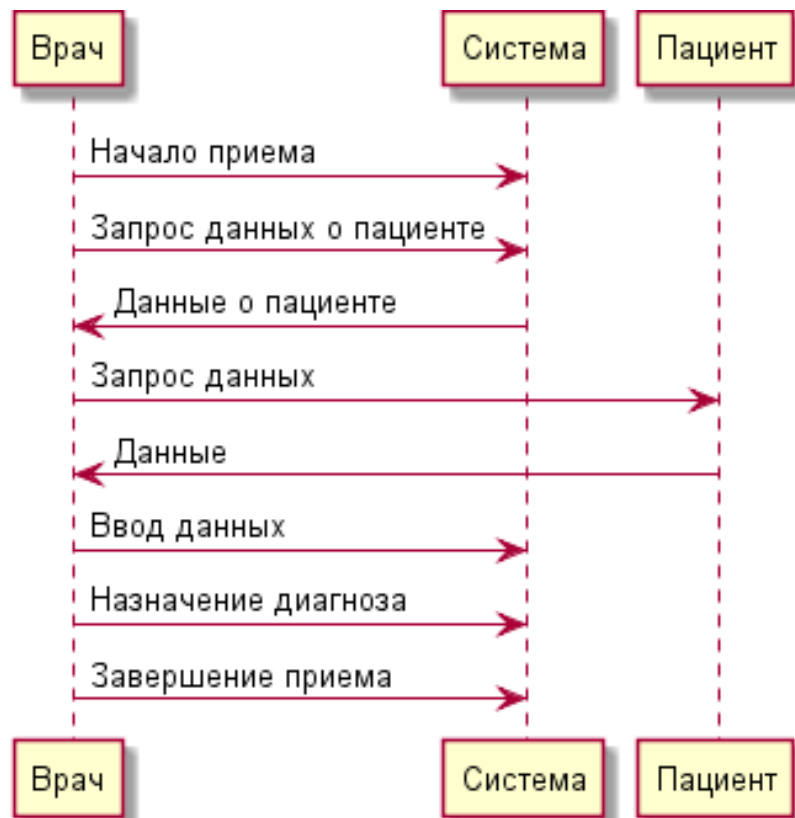 Врач
Система
Пациент
Начало приема
Запрос данных о пациенте
Данные о пациенте
Запрос данных
Данные
Ввод данных
Назначение диагноза
Завершение приема
Врач
Система
Пациент